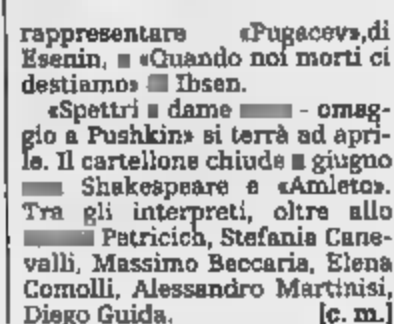 rappresentare «Pugacev»,di
Esenin, «Quando noi morti ci
destiamo» Ibsen.
«Spettri dame - omag-
gio a Pushkin» si terrà ad apri-
le. Il cartellone chiude giugno
Shakespeare e «Amleto».
Tra gli interpreti, oltre allo
Patricich, Stefania Cane-
valli, Massimo Beccaria, Elena
Comolli, Alessandro Martinisi,
Diego Guida. [c. m.]